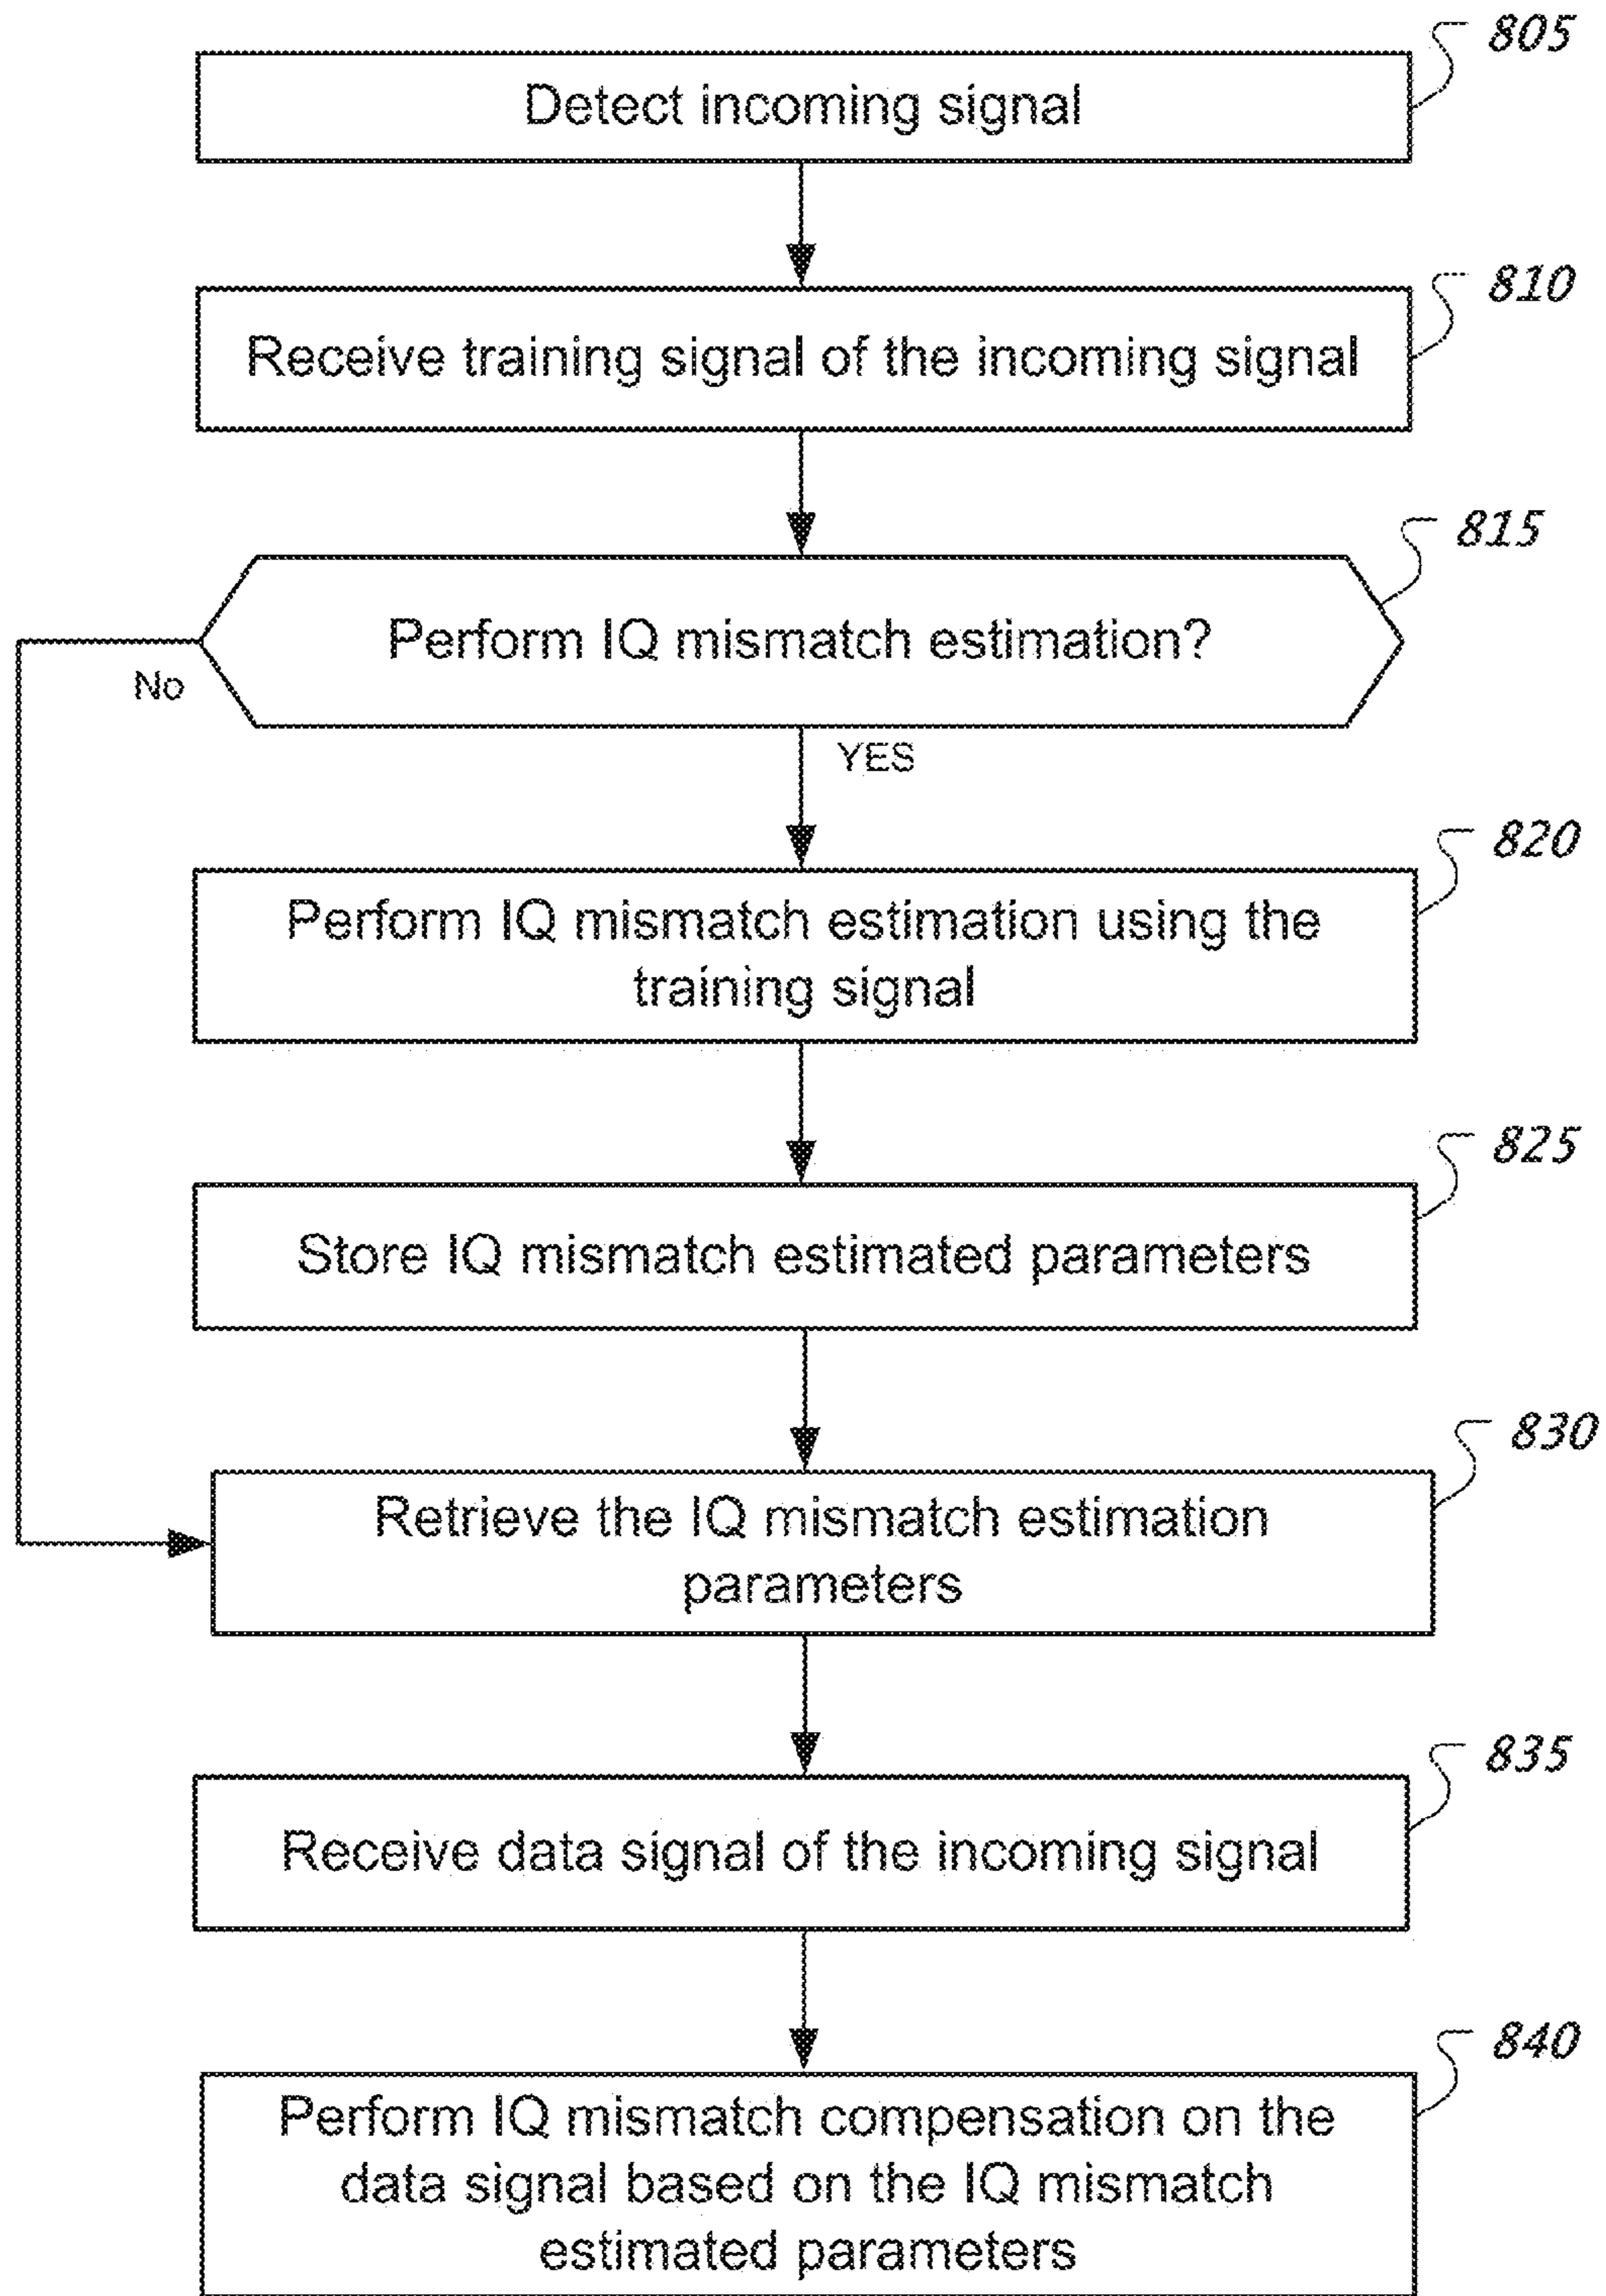 805
Detect incoming signal
810
Receive training signal of the incoming signal
815
Perform IQ mismatch estimation?
No
YES
820
Perform IQ mismatch estimation using the
training signal
825
Store IQ mismatch estimated parameters
830
Retrieve the IQ mismatch estimation
parameters
835
Receive data signal of the incoming signal
840
Perform IQ mismatch compensation on the
data signal based on the IQ mismatch
estimated parameters